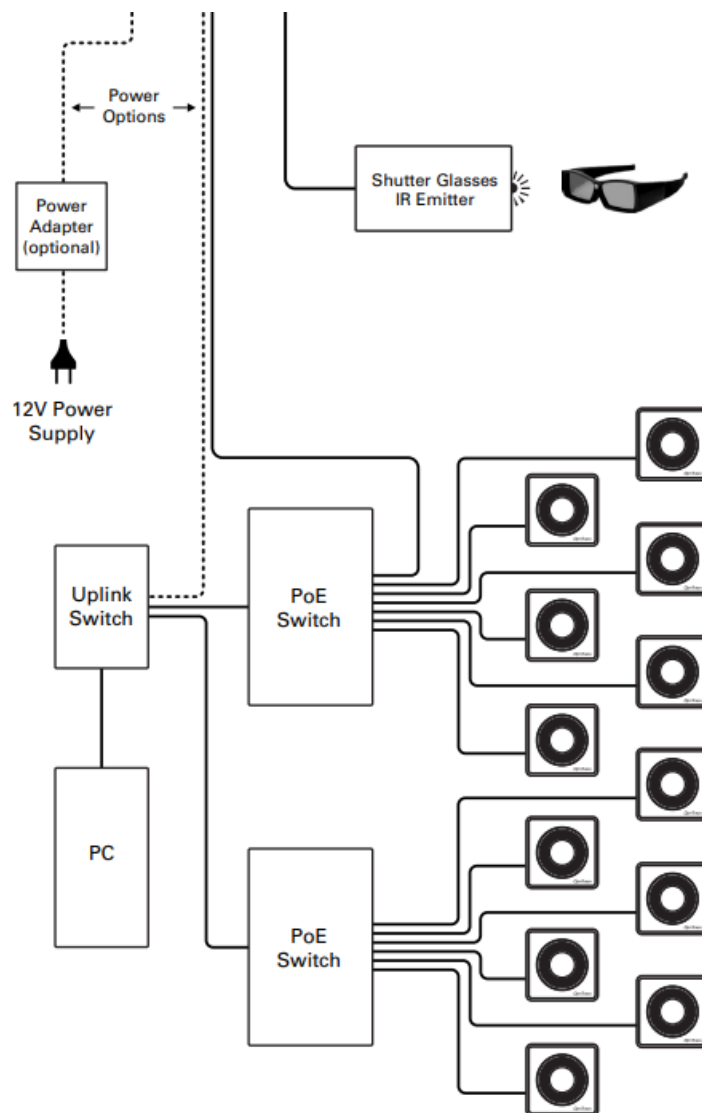 Power
Options
Shutter Glasses
IR Emitter
Power
Adapter
(optional)
12V Power
Supply
Uplink
Switch
PoE
Switch
PC
PoE
Switch